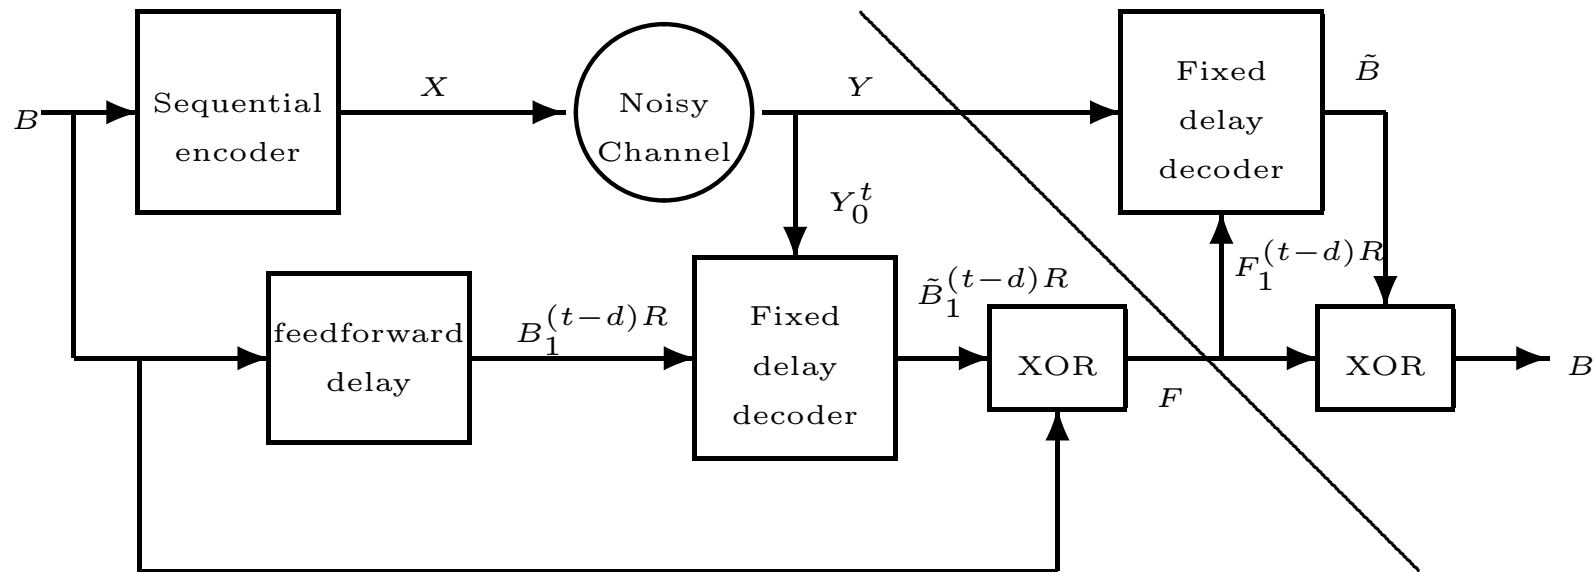 B
Sequential
encoder
X
Noisy
Channel
Y
Fixed
delay
decoder
B̃
Y_0^t
F_1^{(t−d)R}
feedforward
delay
B_1^{(t−d)R}
Fixed
delay
decoder
B̃_1^{(t−d)R}
XOR
F
XOR
B